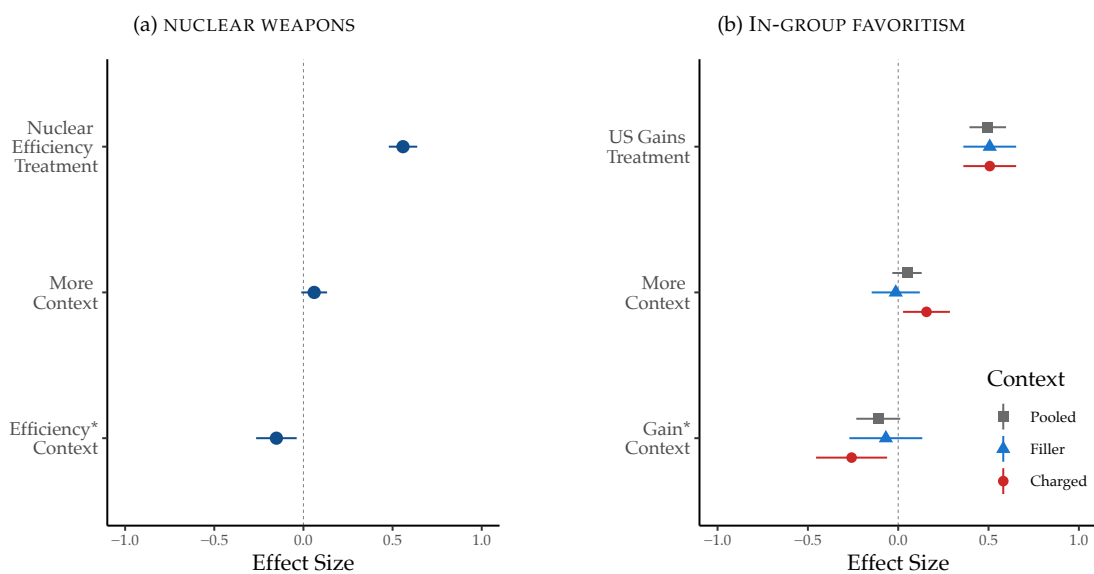 (a) NUCLEAR WEAPONS
Nuclear
Efficiency
Treatment
More
Context
Efficiency*
Context
−1.0 −0.5 0.0 0.5 1.0
Effect Size
(b) IN-GROUP FAVORITISM
US Gains
Treatment
More
Context
Gain*
Context
Context
Pooled
Filler
Charged
−1.0 −0.5 0.0 0.5 1.0
Effect Size